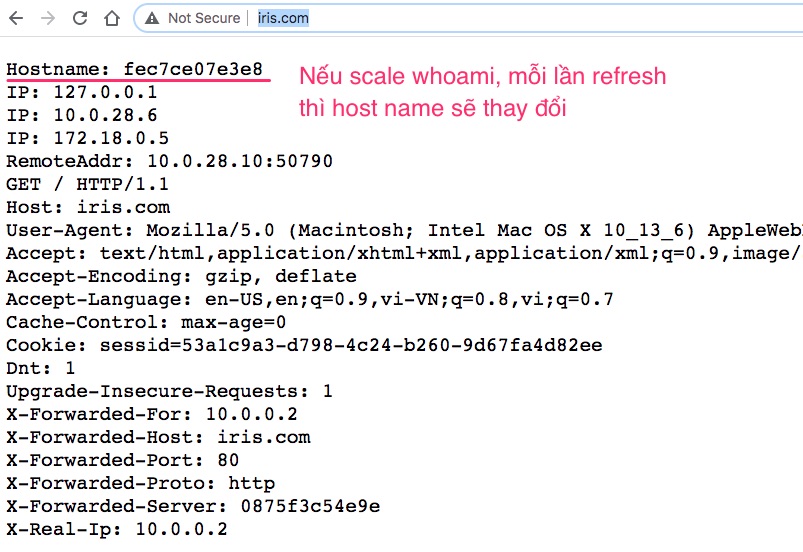 Not Secure
iris.com
Hostname: fec7ce07e3e8
Nếu scale whoami, mỗi lần refresh
thì host name sẽ thay đổi
IP: 127.0.0.1
IP: 10.0.28.6
IP: 172.18.0.5
RemoteAddr: 10.0.28.10:50790
GET / HTTP/1.1
Host: iris.com
User-Agent: Mozilla/5.0 (Macintosh; Intel Mac OS X 10_13_6) AppleWeb
Accept: text/html,application/xhtml+xml,application/xml;q=0.9,image/
Accept-Encoding: gzip, deflate
Accept-Language: en-US,en;q=0.9,vi-VN;q=0.8,vi;q=0.7
Cache-Control: max-age=0
Cookie: sessid=53a1c9a3-d798-4c24-b260-9d67fa4d82ee
Dnt: 1
Upgrade-Insecure-Requests: 1
X-Forwarded-For: 10.0.0.2
X-Forwarded-Host: iris.com
X-Forwarded-Port: 80
X-Forwarded-Proto: http
X-Forwarded-Server: 0875f3c54e9e
X-Real-Ip: 10.0.0.2